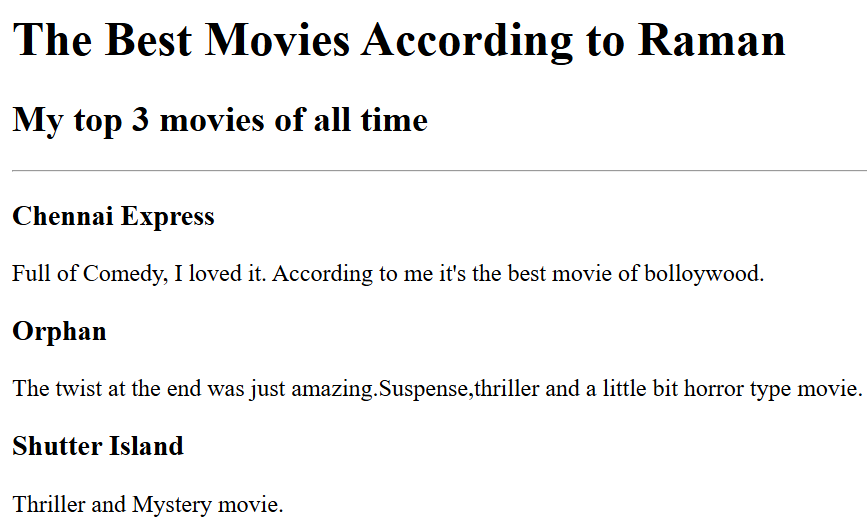 The Best Movies According to Raman
My top 3 movies of all time
Chennai Express
Full of Comedy, I loved it. According to me it's the best movie of bolloywood.
Orphan
The twist at the end was just amazing.Suspense,thriller and a little bit horror type movie.
Shutter Island
Thriller and Mystery movie.